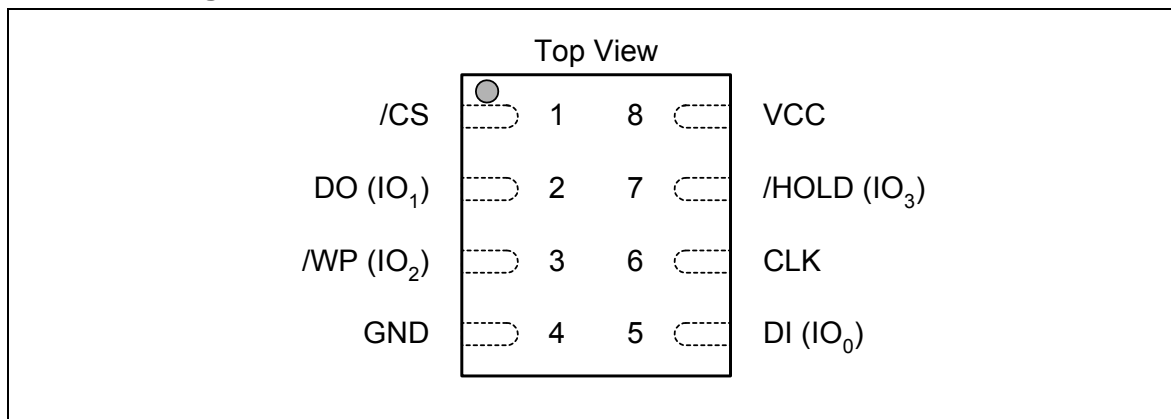 Top View
/CS 1 8 VCC
DO (IO₁) 2 7 /HOLD (IO₃)
/WP (IO₂) 3 6 CLK
GND 4 5 DI (IO₀)